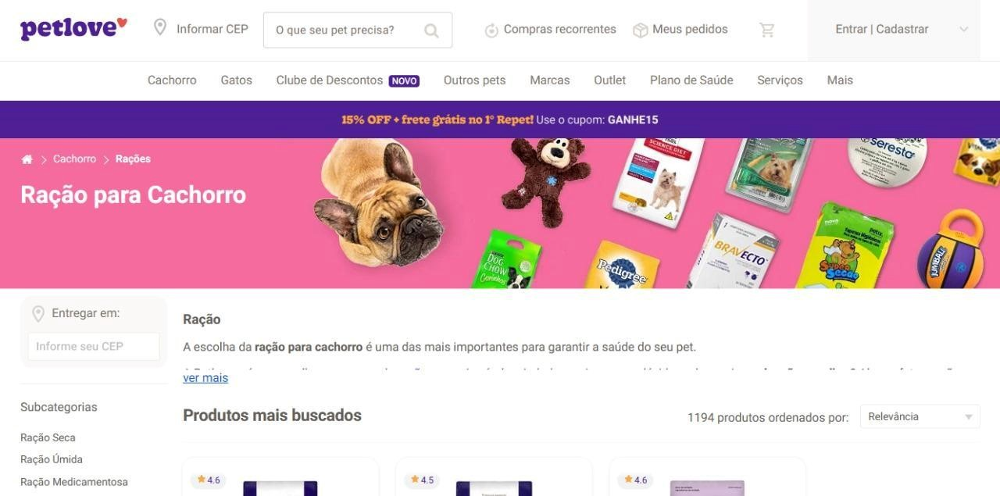 petlove
Informar CEP
O que seu pet precisa?
Compras recorrentes
Meus pedidos
Entrar | Cadastrar
Cachorro
Gatos
Clube de Descontos NOVO
Outros pets
Marcas
Outlet
Plano de Saúde
Serviços
Mais
15% OFF + frete grátis no 1° Repet! Use o cupom: GANHE15
Cachorro
Rações
Ração para Cachorro
SCIENCE DIET
seresto
DOG CHOW
Carinhos
Pedigree
BRAVECTO
petix
Tapetes Higiênicos
Super Secão
JUMBALL
Entregar em:
Informe seu CEP
Ração
A escolha da ração para cachorro é uma das mais importantes para garantir a saúde do seu pet.
ver mais
Subcategorias
Ração Seca
Ração Úmida
Ração Medicamentosa
Produtos mais buscados
1194 produtos ordenados por:
Relevância
4.6
4.5
4.6